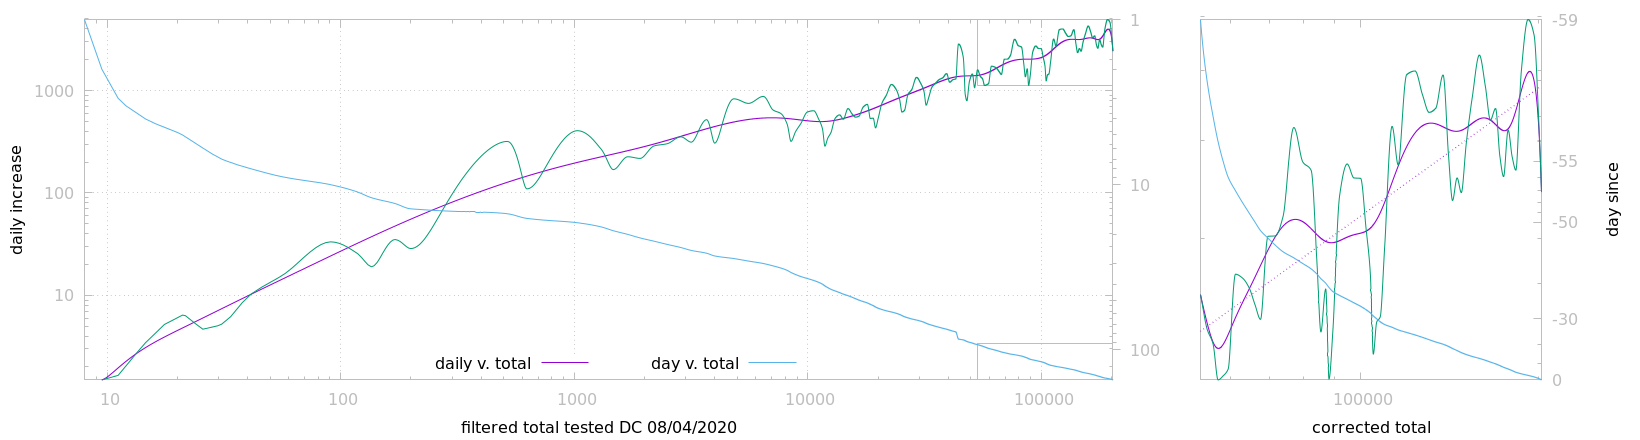 daily increase
1000
100
10
daily v. total
day v. total
10
100
1000
10000
100000
filtered total tested DC 08/04/2020
1
10
100
-59
-55
-50
-30
0
day since
100000
corrected total